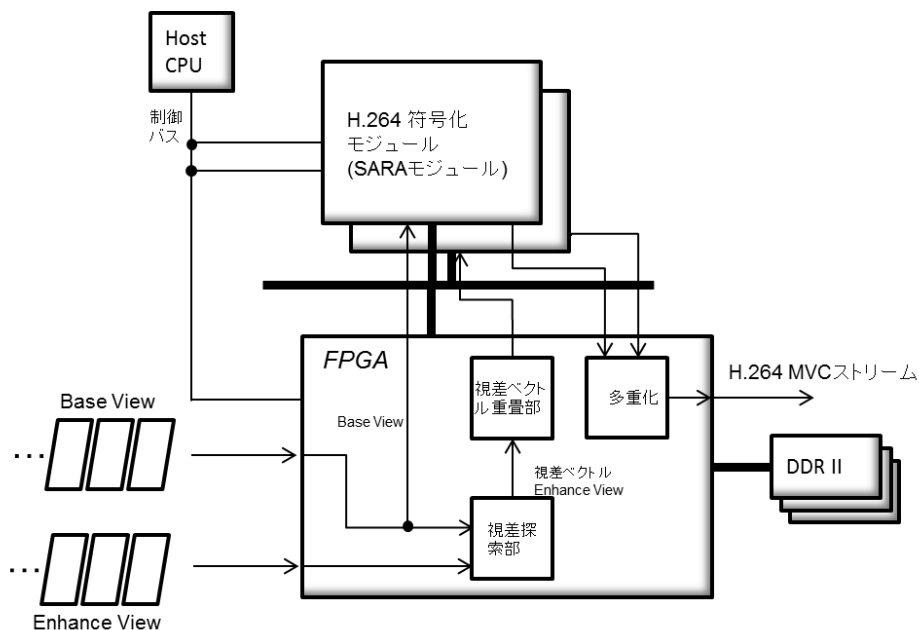 Host
CPU
制御
バス
H.264 符号化
モジュール
(SARAモジュール)
FPGA
視差ベク
トル重畳部
多重化
H.264 MVCストリーム
Base View
Base View
視差ベクトル
Enhance View
DDR II
...
視差探
索部
...
Enhance View